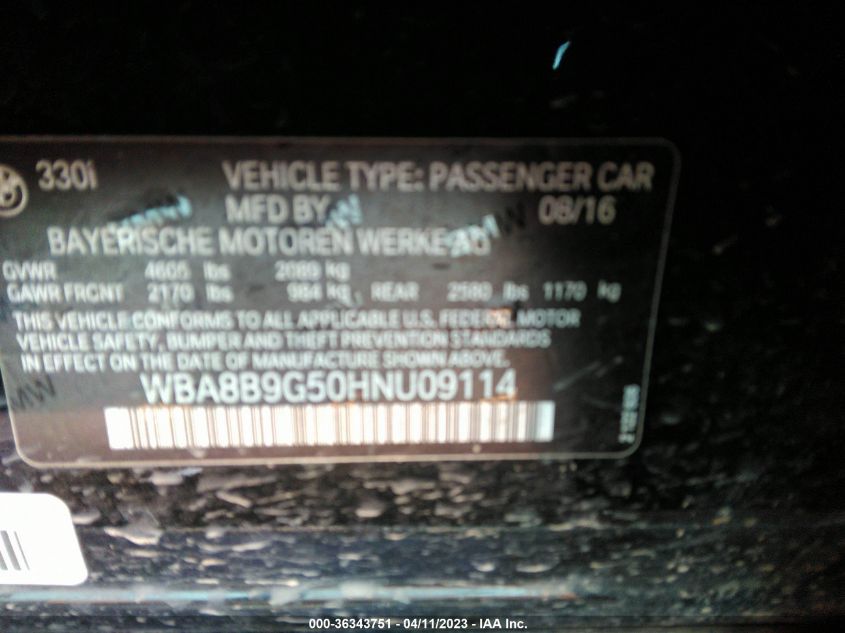 330i VEHICLE TYPE: PASSENGER CAR
MFD BY 08/16
BAYERISCHE MOTOREN WERKE AG
GVWR 4605 lbs 2089 kg
GAWR FRONT 2170 lbs 984 kg, REAR 2580 lbs 1170 kg
THIS VEHICLE CONFORMS TO ALL APPLICABLE U.S. FEDERAL MOTOR
VEHICLE SAFETY, BUMPER AND THEFT PREVENTION STANDARDS
IN EFFECT ON THE DATE OF MANUFACTURE SHOWN ABOVE.
WBA8B9G50HNU09114
000-36343751 - 04/11/2023 - IAA Inc.